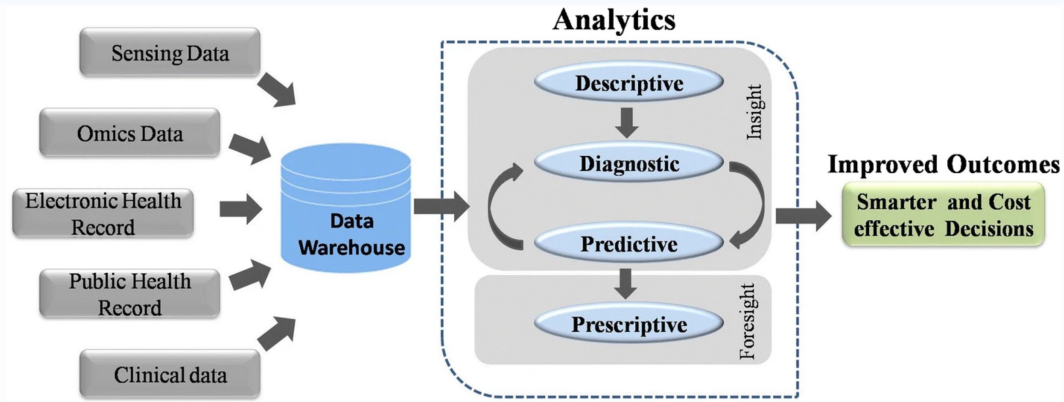 Sensing Data
Omics Data
Electronic Health
Record
Public Health
Record
Clinical data
Data
Warehouse
Analytics
Descriptive
Diagnostic
Predictive
Insight
Prescriptive
Foresight
Improved Outcomes
Smarter and Cost
effective Decisions